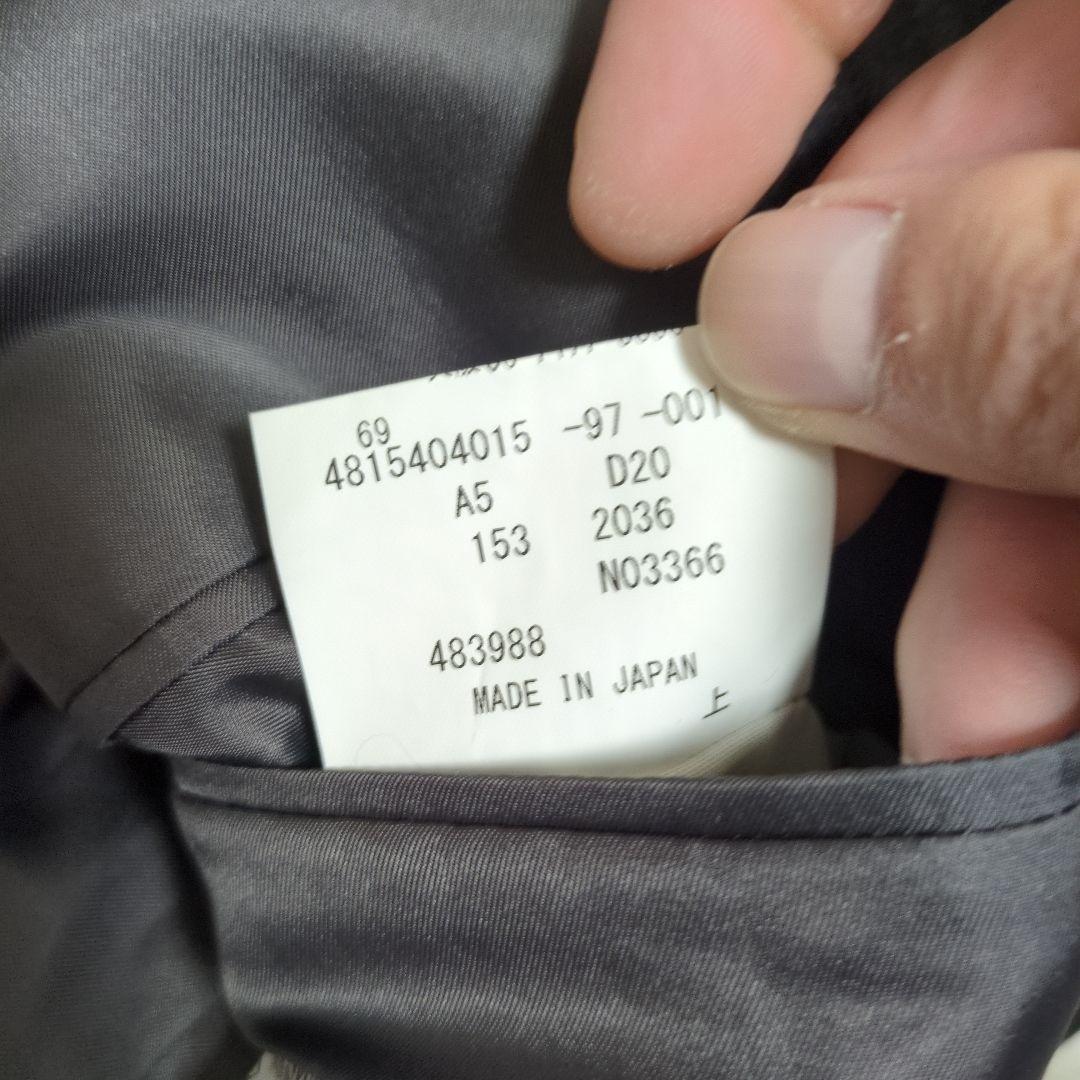 69
4815404015 -97 -001
A5 D20
153 2036
N03366
483988
MADE IN JAPAN
上